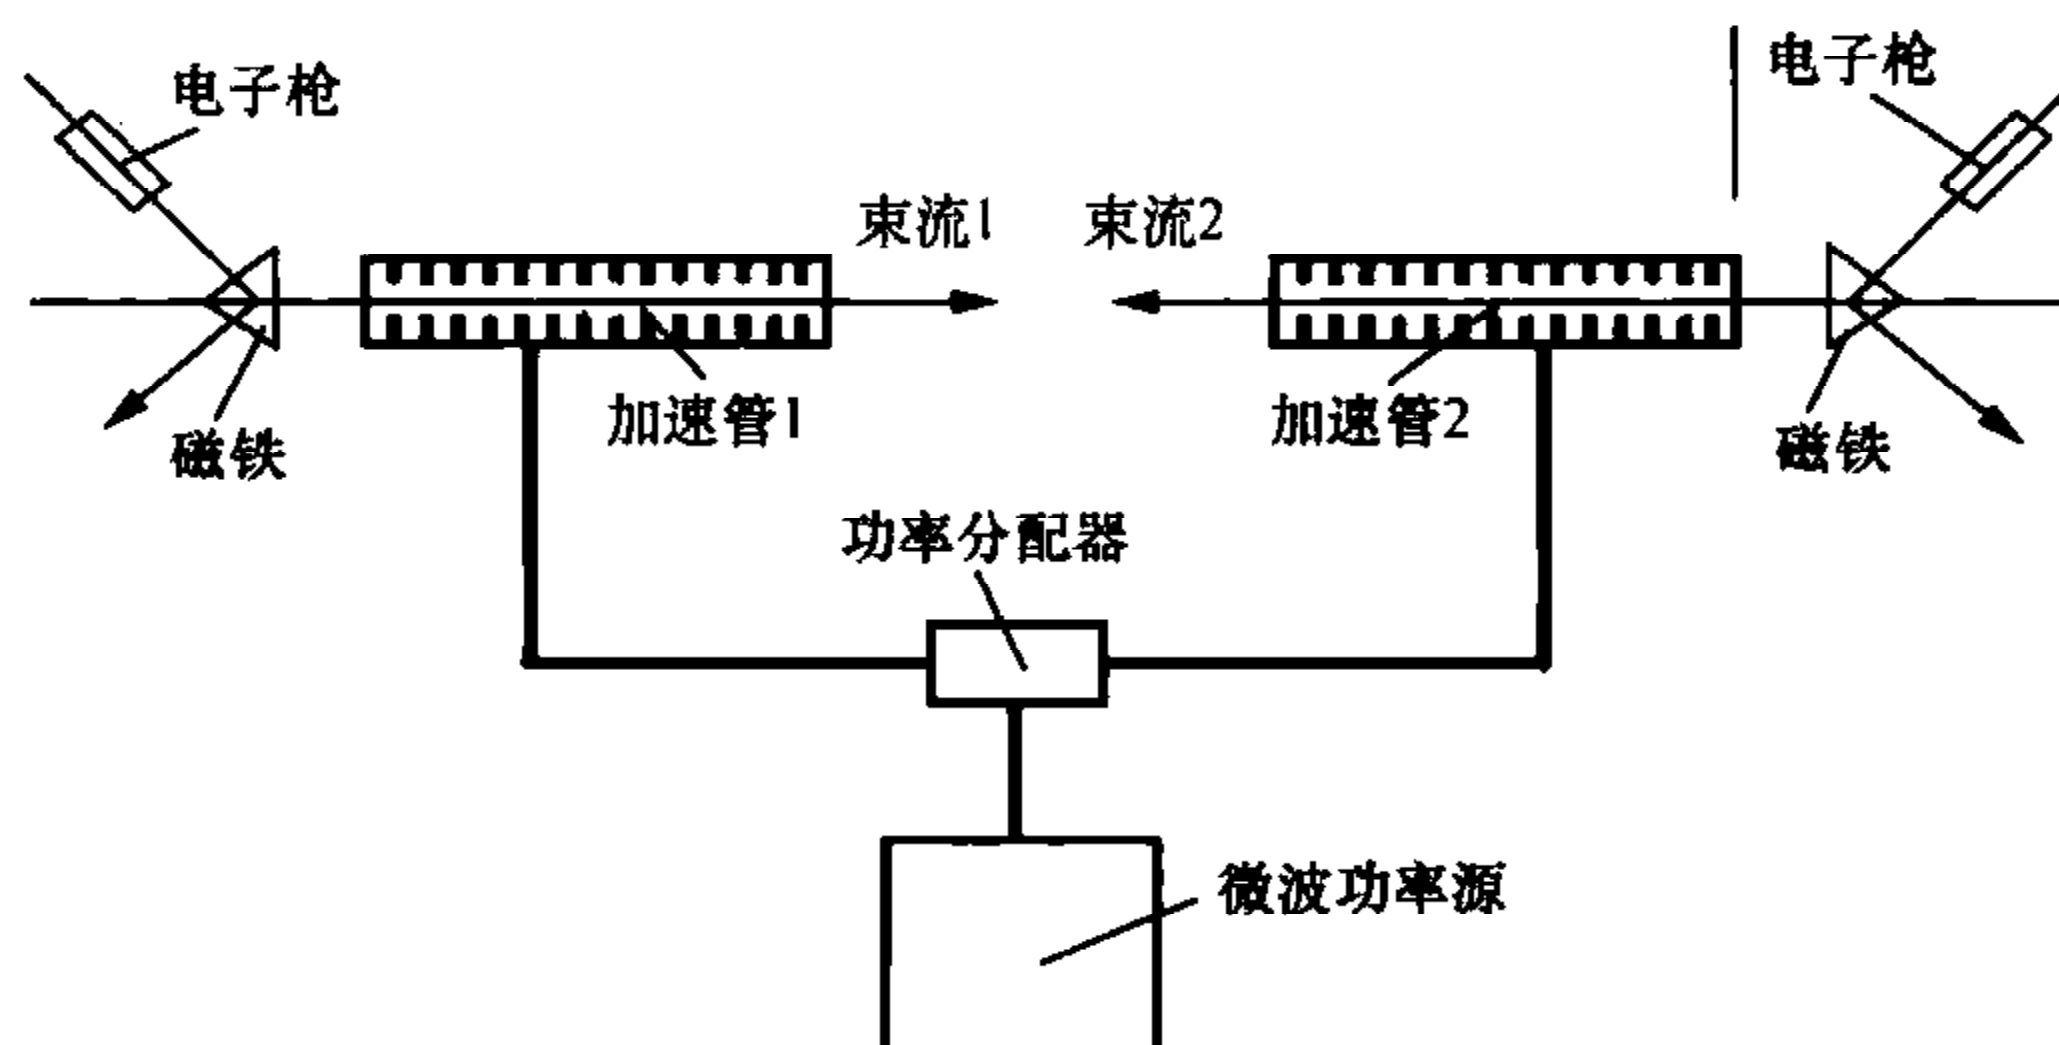 电子枪
电子枪
束流1
束流2
加速管1
加速管2
磁铁
磁铁
功率分配器
微波功率源